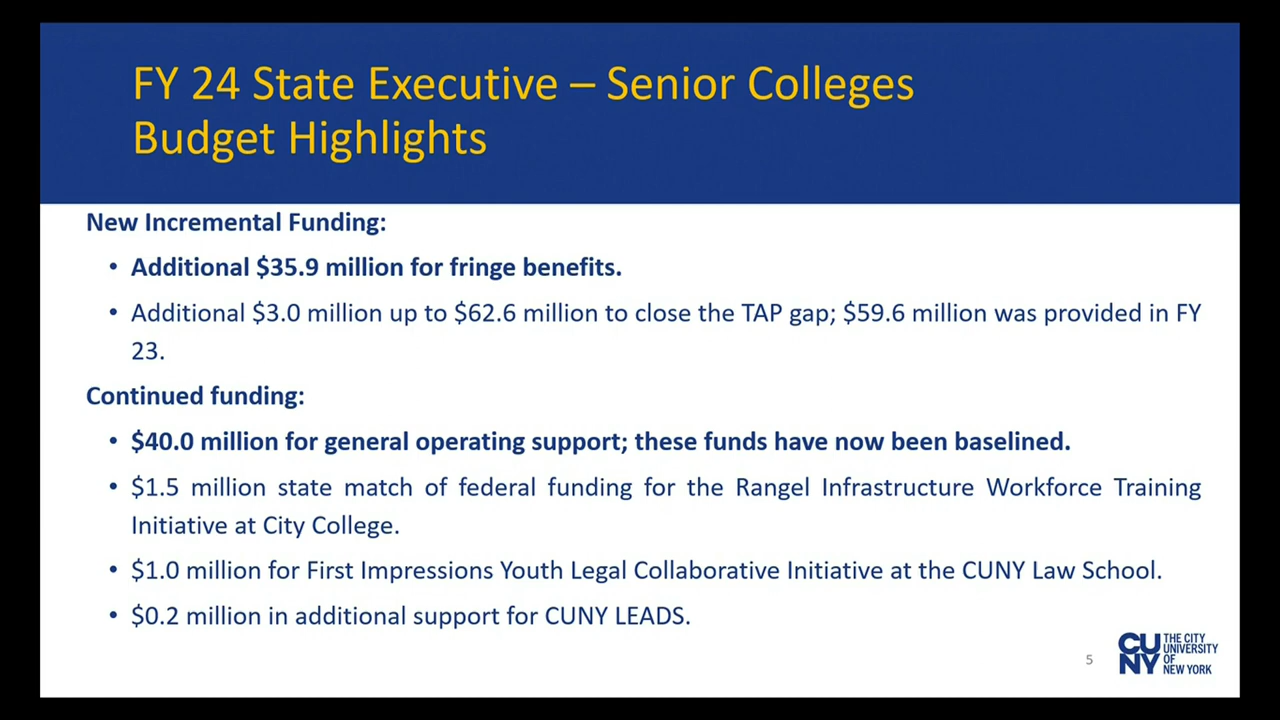 FY 24 State Executive – Senior Colleges
Budget Highlights
New Incremental Funding:
• Additional $35.9 million for fringe benefits.
• Additional $3.0 million up to $62.6 million to close the TAP gap; $59.6 million was provided in FY
23.
Continued funding:
• $40.0 million for general operating support; these funds have now been baselined.
• $1.5 million state match of federal funding for the Rangel Infrastructure Workforce Training
Initiative at City College.
• $1.0 million for First Impressions Youth Legal Collaborative Initiative at the CUNY Law School.
• $0.2 million in additional support for CUNY LEADS.
5
CU
NY
THE CITY
UNIVERSITY
OF
NEW YORK